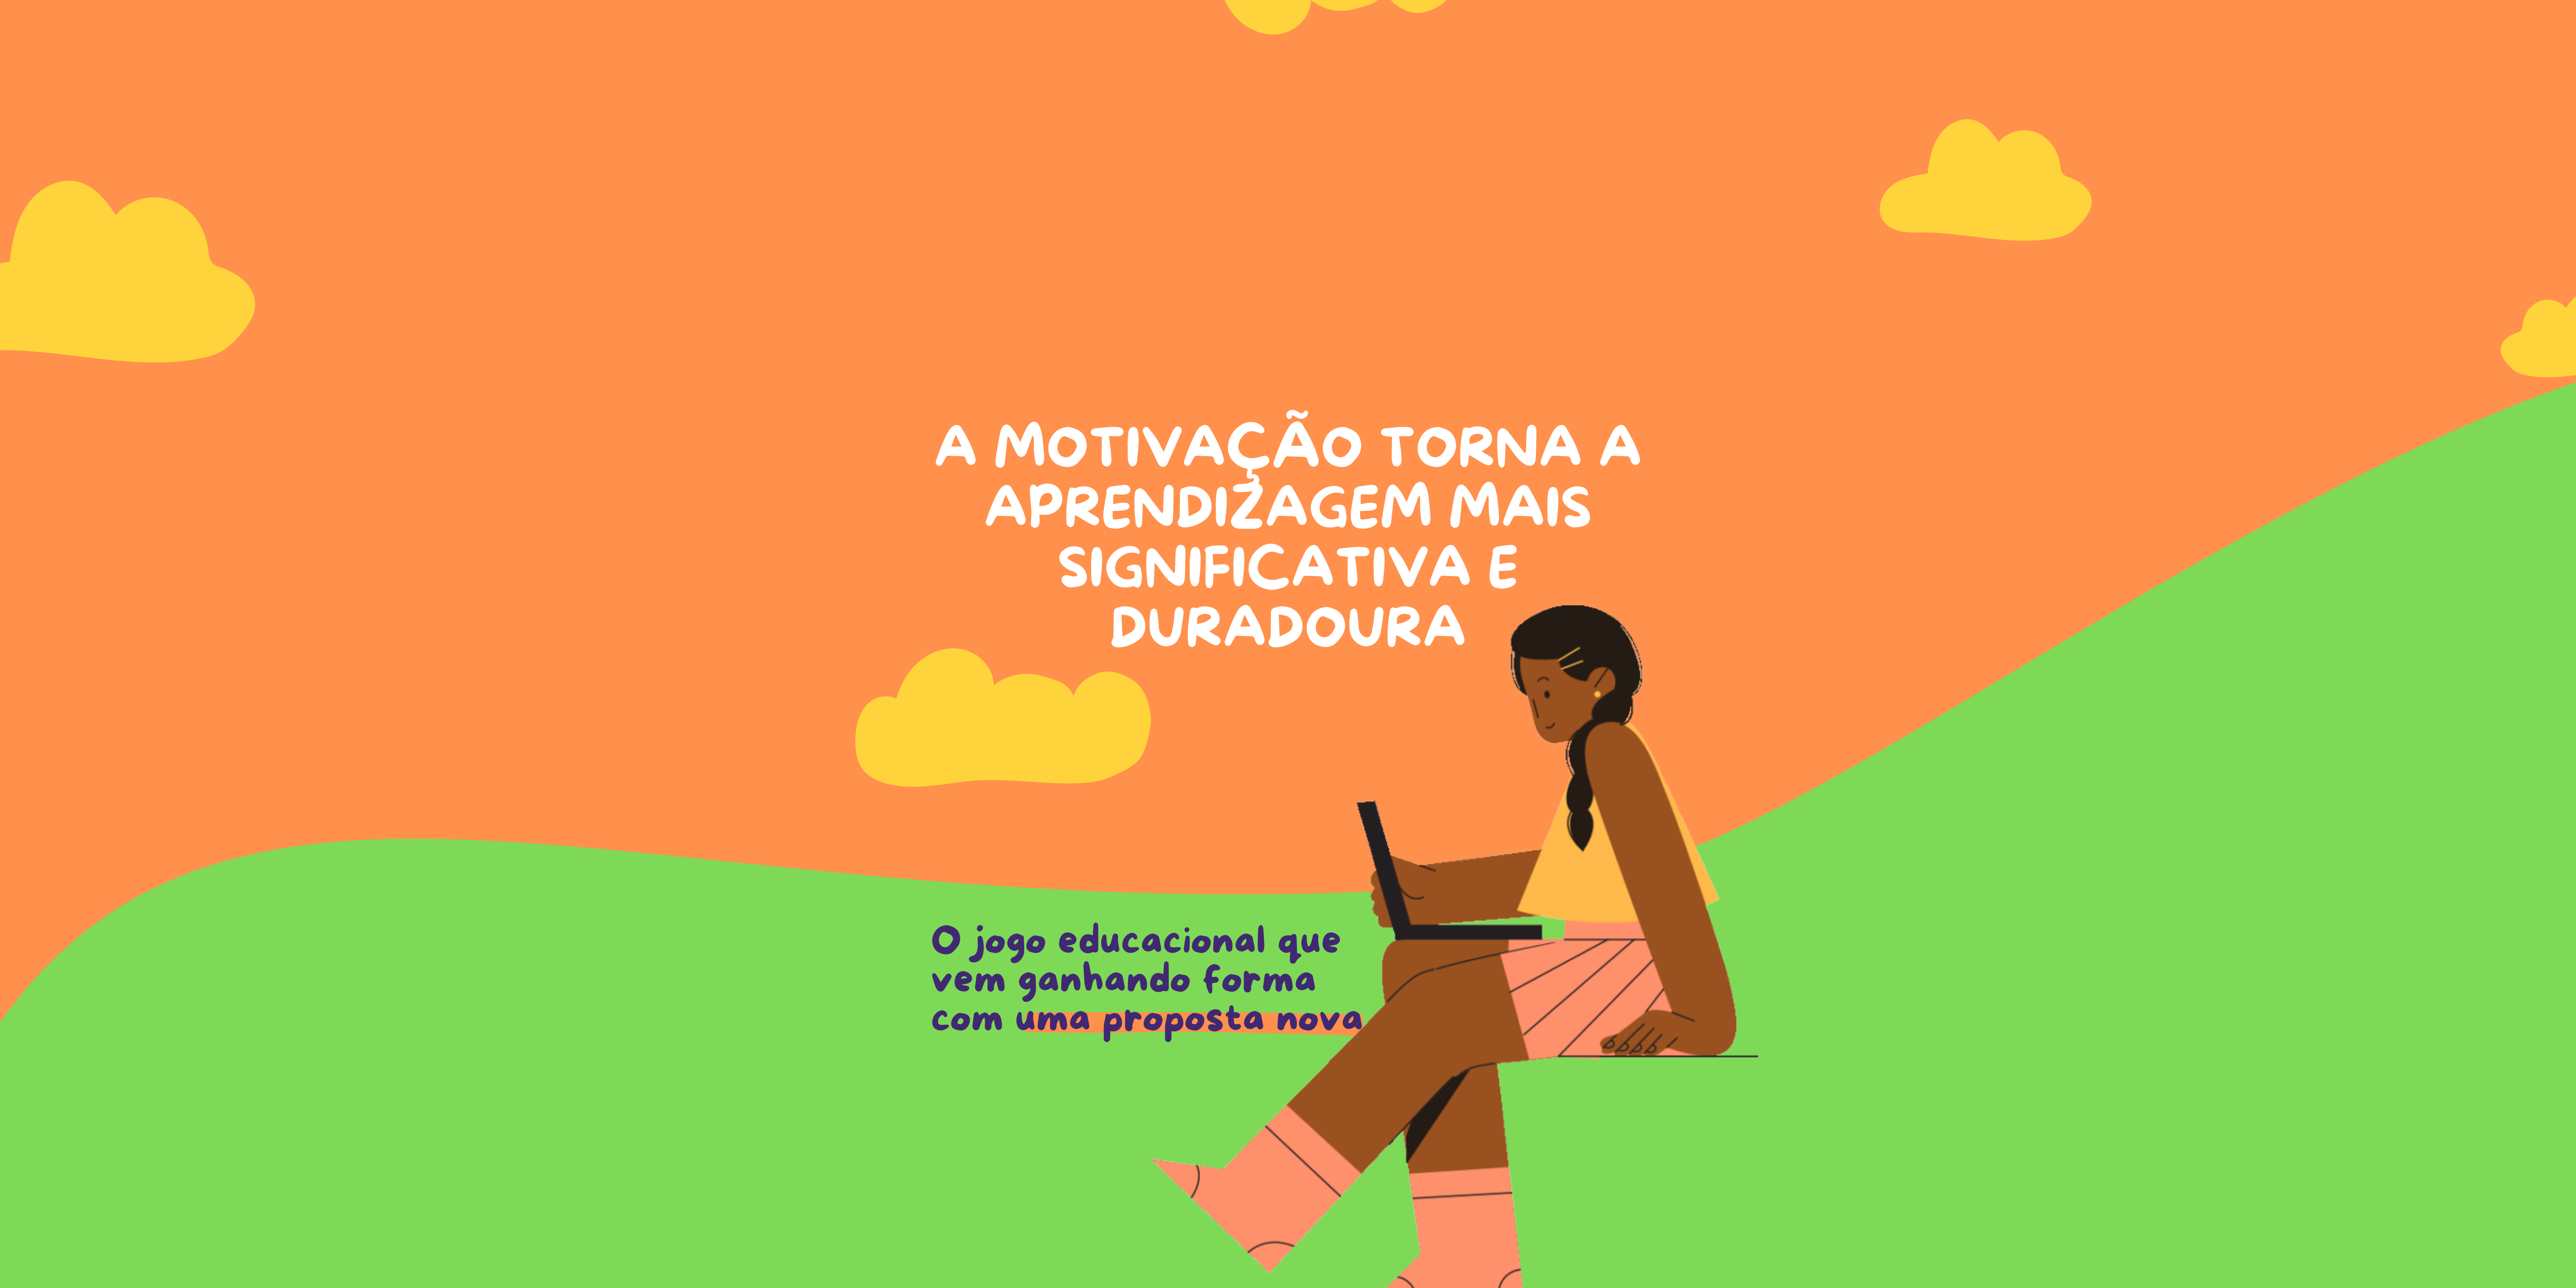 A MOTIVAÇÃO TORNA A
APRENDIZAGEM MAIS
SIGNIFICATIVA E
DURADOURA
O jogo educacional que
vem ganhando forma
com uma proposta nova